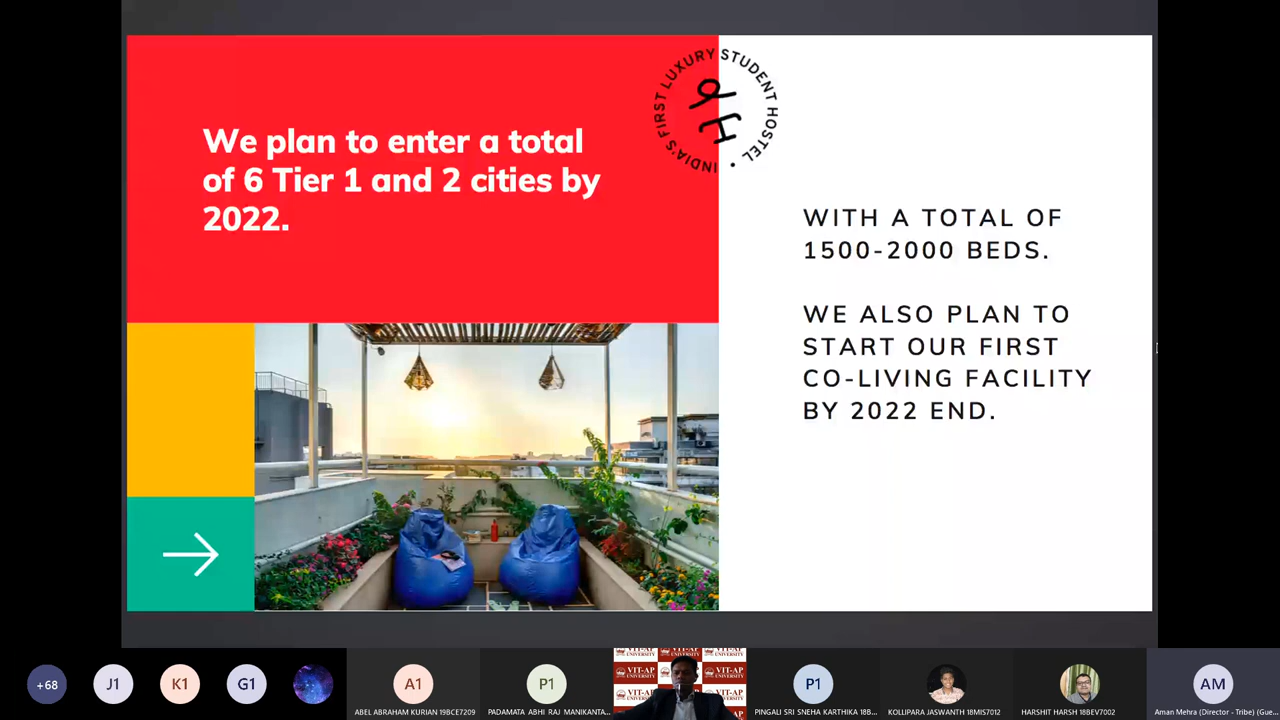 We plan to enter a total
of 6 Tier 1 and 2 cities by
2022.
INDIA'S FIRST LUXURY STUDENT HOSTEL •
WITH A TOTAL OF
1500-2000 BEDS.
WE ALSO PLAN TO
START OUR FIRST
CO-LIVING FACILITY
BY 2022 END.
+68
J1
K1
G1
A1
ABEL ABRAHAM KURIAN 19BCE7209
P1
PADAMATA ABHI RAJ MANIKANTA...
VIT-AP
UNIVERSITY
P1
PINGALI SRI SNEHA KARTHIKA 18B...
KOLLIPARA JASWANTH 18MIS7012
HARSHIT HARSH 18BEV7002
AM
Aman Mehra (Director - Tribe) (Gue...